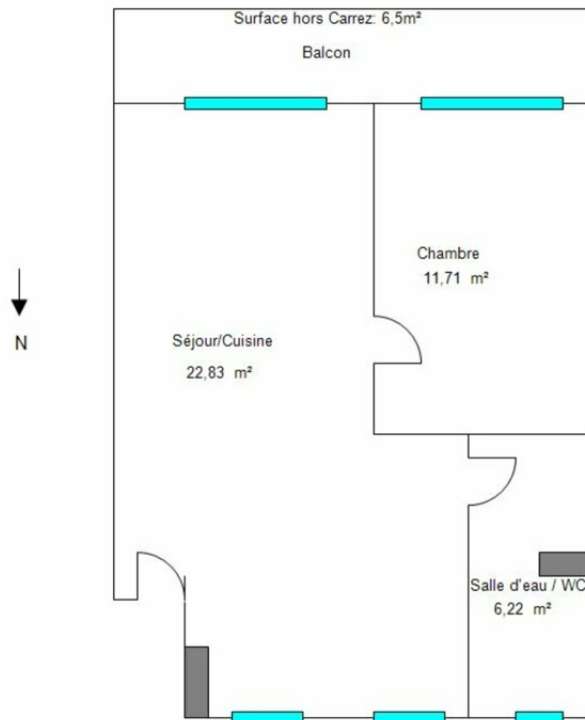 Surface hors Carrez: 6,5m²
Balcon
Chambre
11,71 m²
N
Séjour/Cuisine
22,83 m²
Salle d'eau / WC
6,22 m²